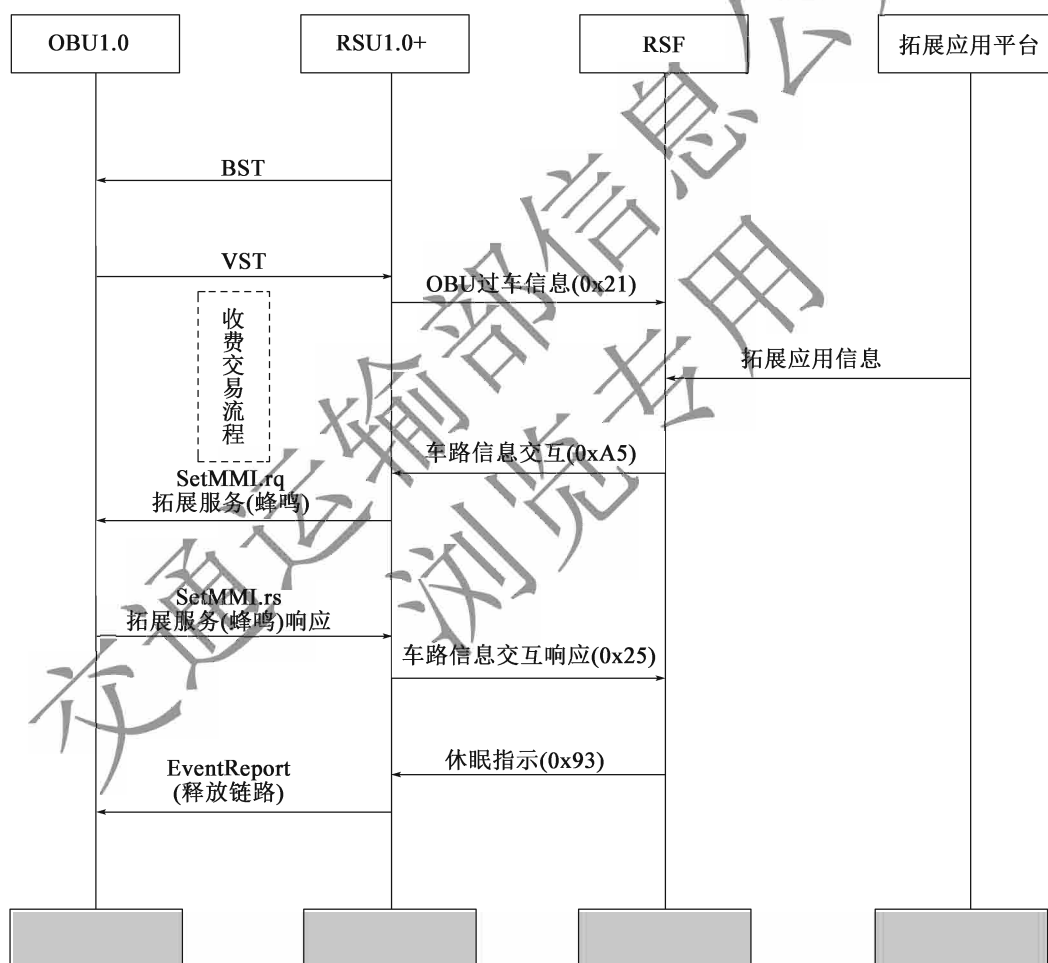 OBU1.0
RSU1.0+
RSF
拓展应用平台
BST
VST
OBU过车信息(0x21)
收费交易流程
拓展应用信息
车路信息交互(0xA5)
SetMMI.rq
拓展服务(蜂鸣)
SetMMI.rs
拓展服务(蜂鸣)响应
车路信息交互响应(0x25)
休眠指示(0x93)
EventReport
(释放链路)
交通运输部信息公
浏览专用